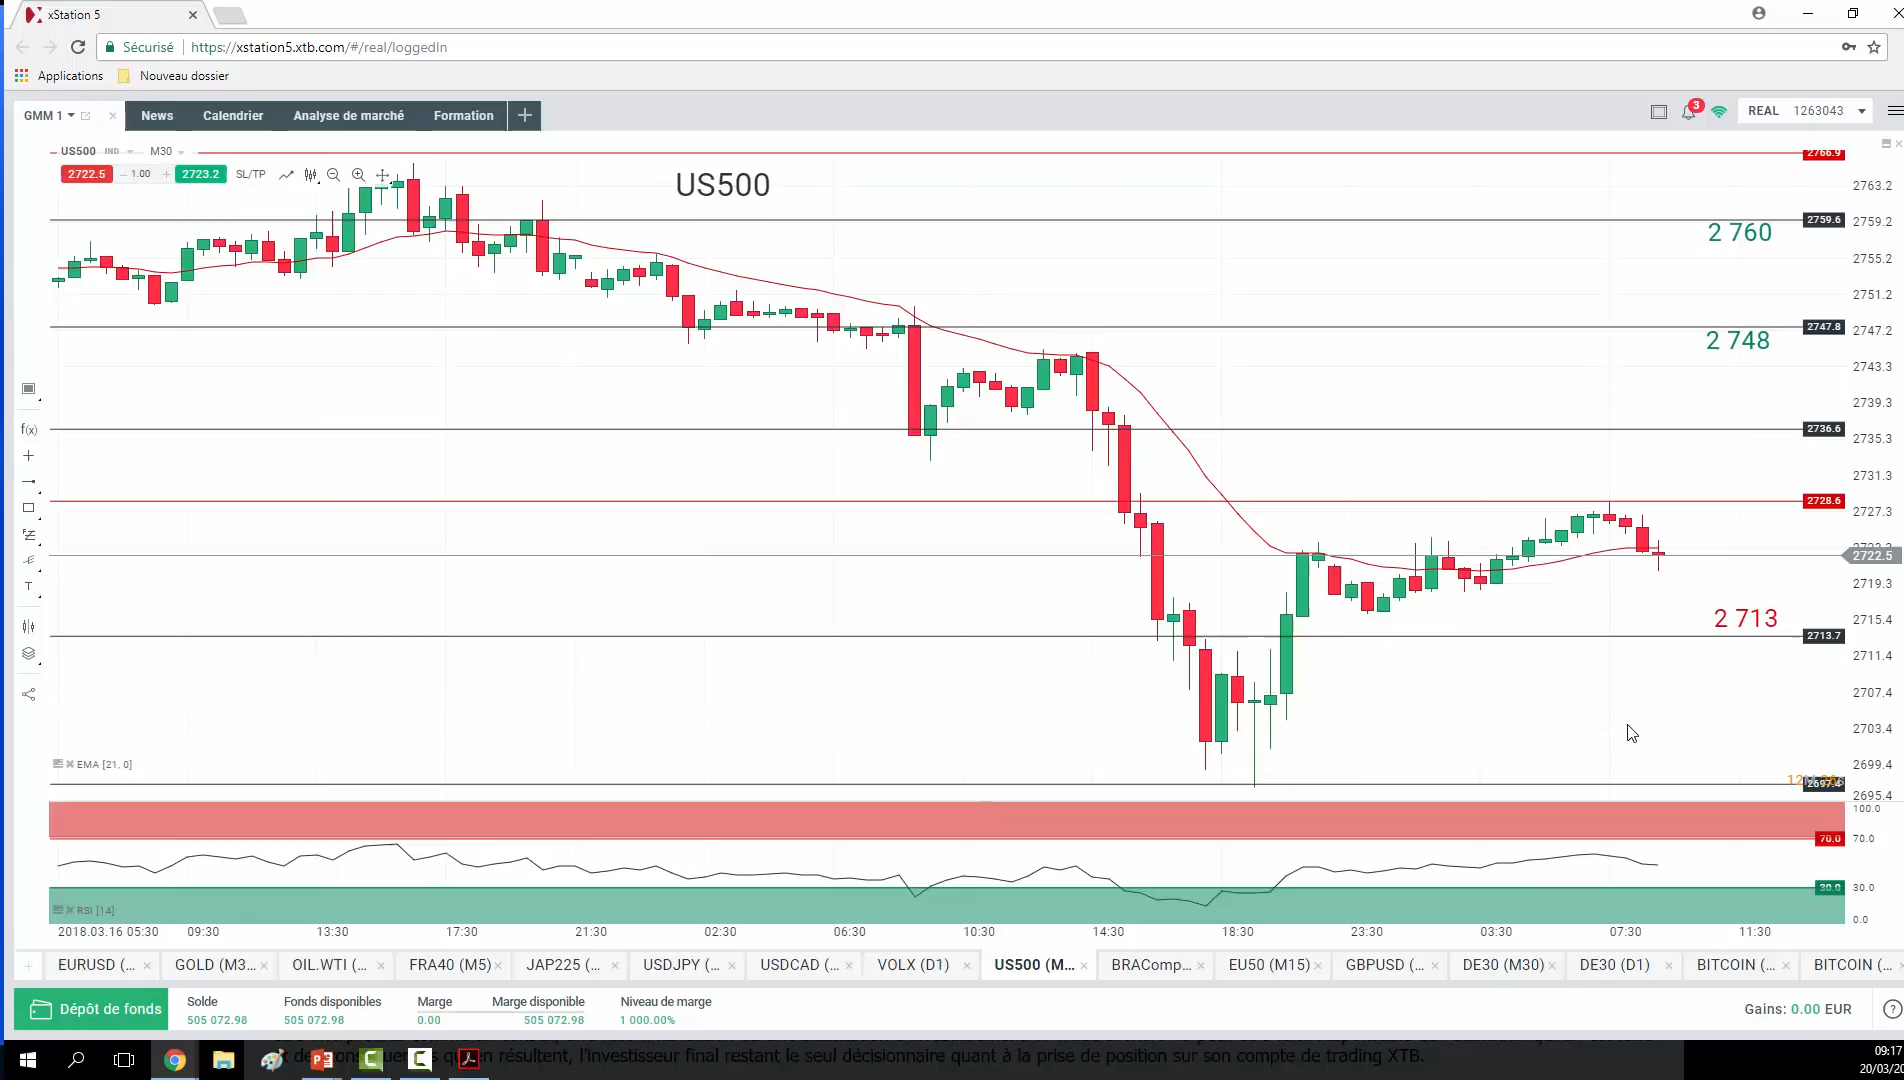 xStation 5
Sécurisé https://xstation5.xtb.com/#/real/loggedIn
Applications Nouveau dossier
GMM 1 News Calendrier Analyse de marché Formation 3 REAL 1263043
US500 IND M30
2722.5 1.00 2723.2 SL/TP
US500
2766.9
2763.2
2759.6 2759.2
2 760
2755.2
2751.2
2747.8 2747.2
2 748
2743.3
2739.3
2736.6
2735.3
2731.3
2728.6
2727.3
2722.5
2719.3
2 713
2715.4
2713.7
2711.4
2707.4
2703.4
2699.4
2697.4
2695.4
f(x)
T
EMA [21, 0]
100.0
70.0 70.0
30.0 30.0
RSI [14]
0.0
2018.03.16 05:30 09:30 13:30 17:30 21:30 02:30 06:30 10:30 14:30 18:30 23:30 03:30 07:30 11:30
EURUSD (... GOLD (M3... OIL.WTI (... FRA40 (M5) JAP225 (... USDJPY (... USDCAD (... VOLX (D1) US500 (M... BRAComp... EU50 (M15) GBPUSD (... DE30 (M30) DE30 (D1) BITCOIN (... BITCOIN (...
Dépôt de fonds
Solde Fonds disponibles Marge Marge disponible Niveau de marge
505 072.98 505 072.98 0.00 505 072.98 1 000.00%
Gains: 0.00 EUR
résultent, l'investisseur final restant le seul décisionnaire quant à la prise de position sur son compte de trading XTB.
09:17
20/03/20